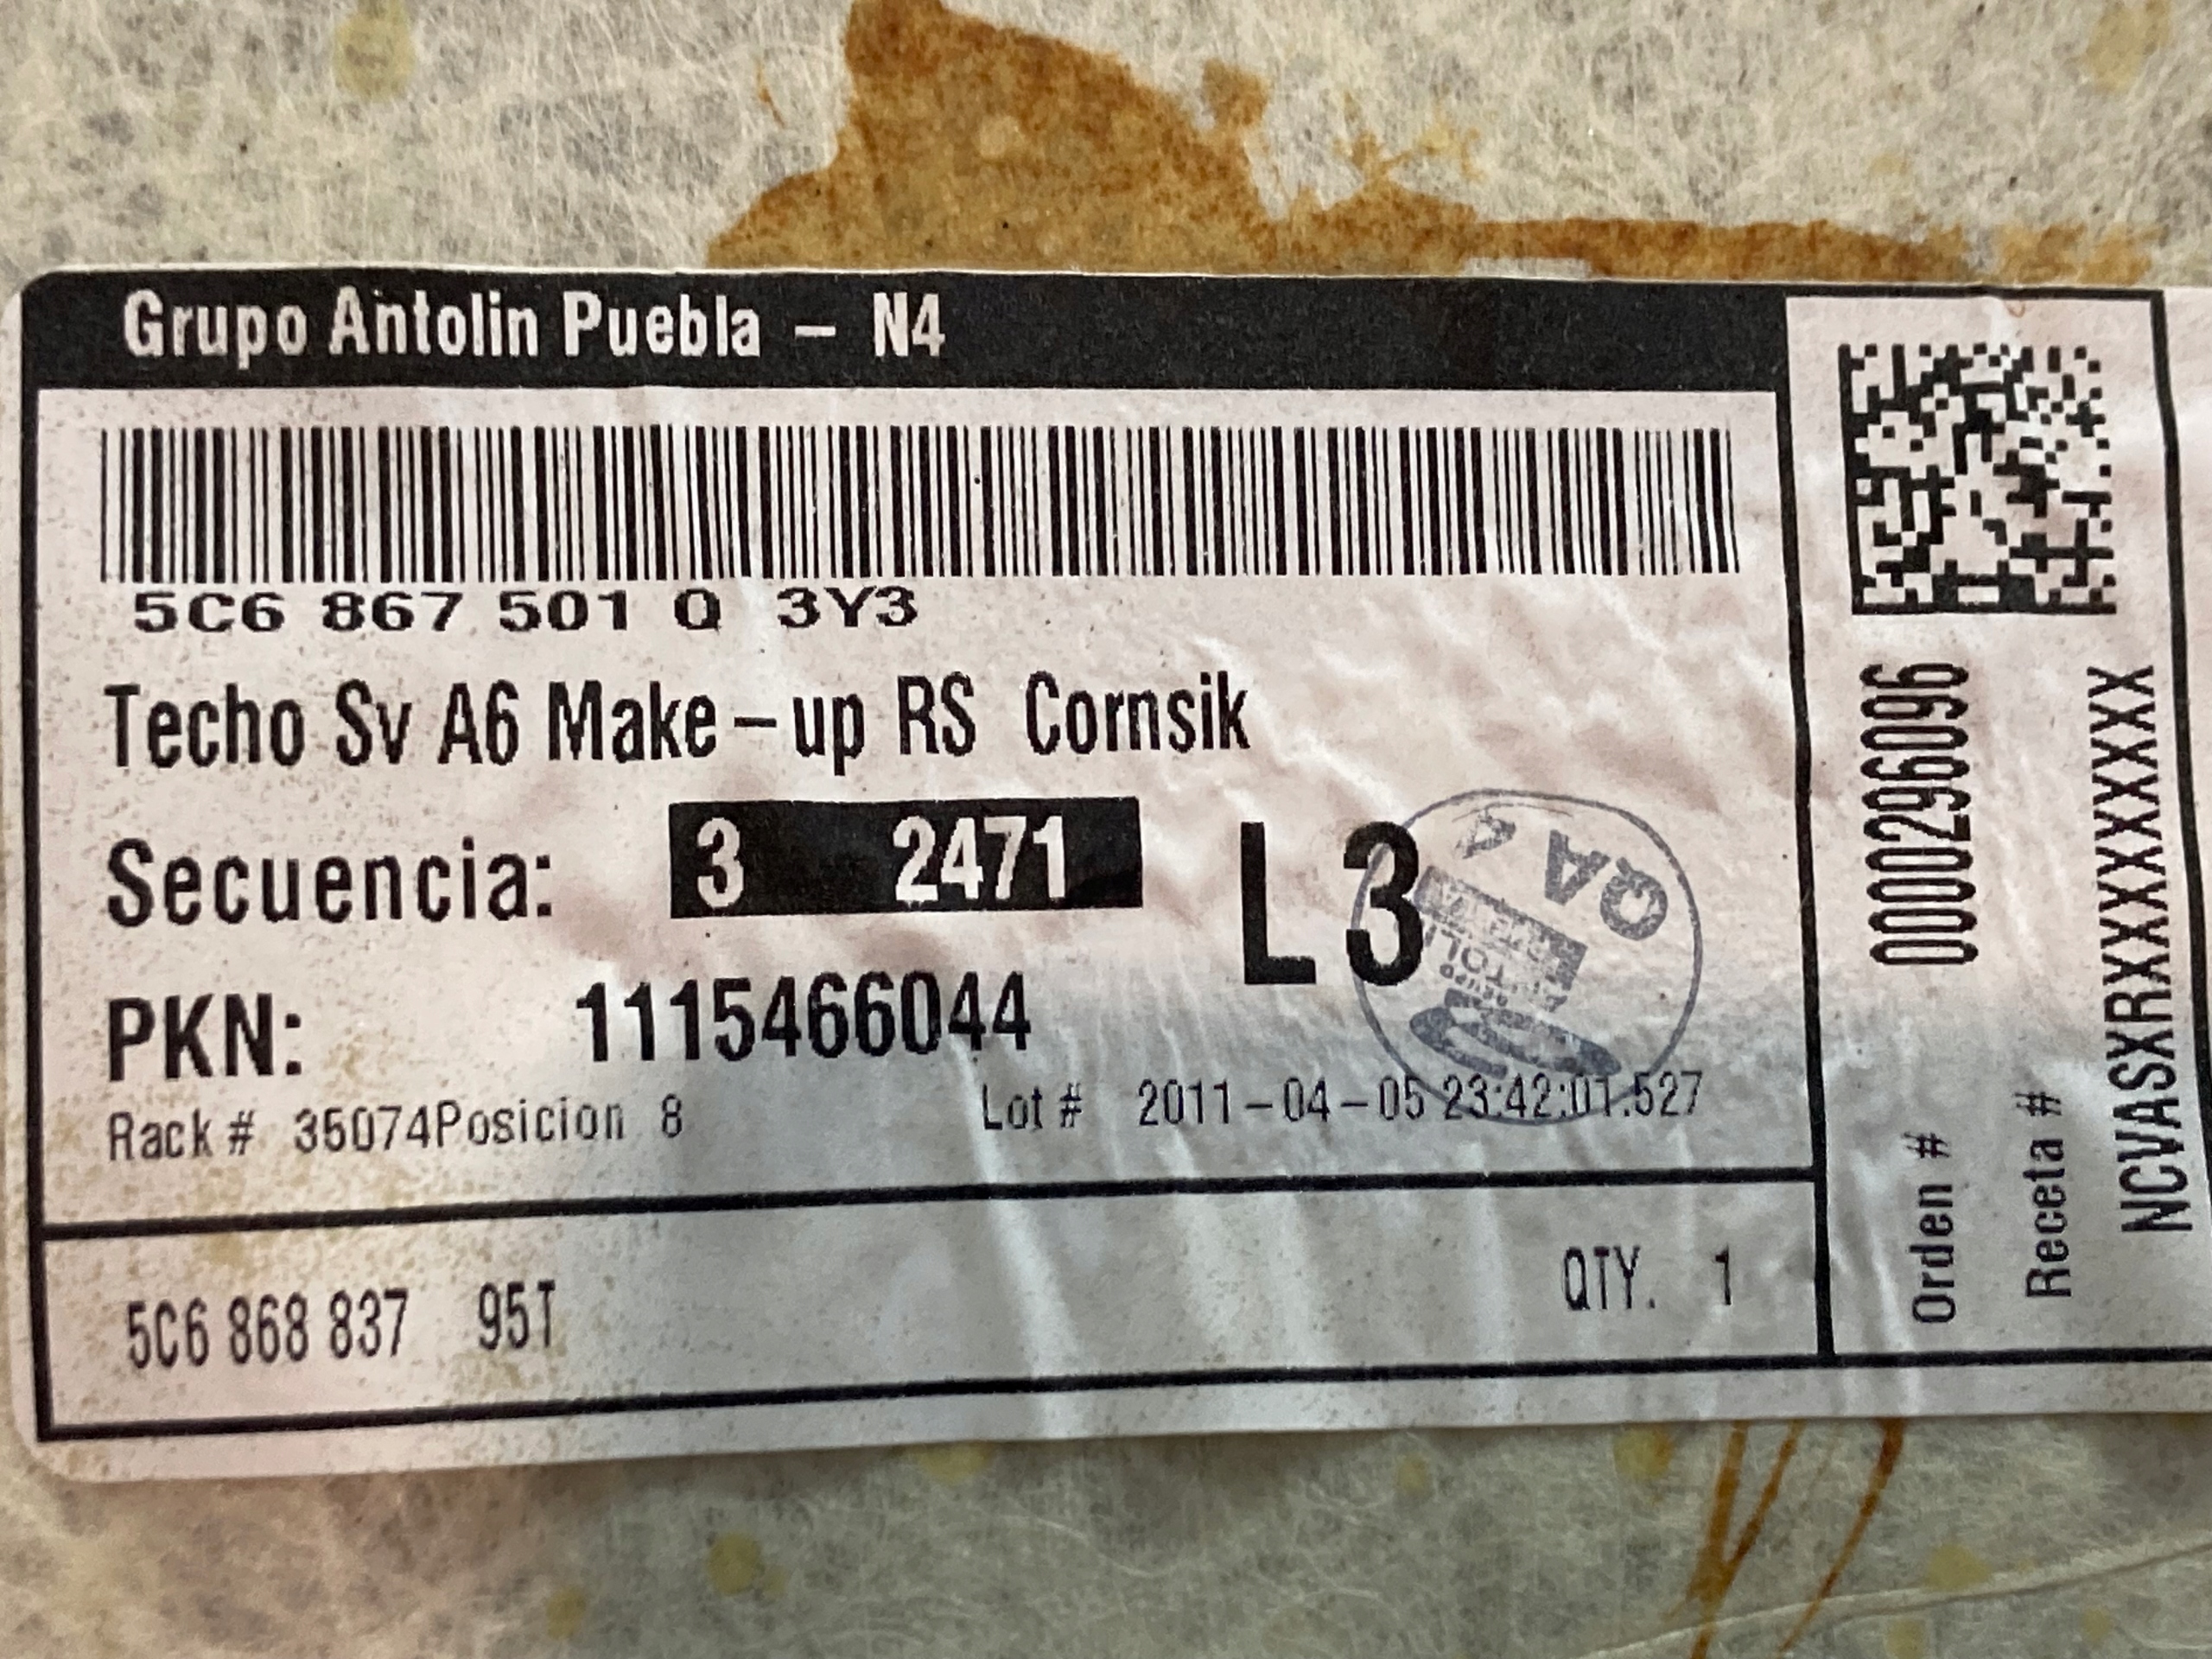 Grupo Antolin Puebla - N4
5C6 867 501 Q 3Y3
Techo Sv A6 Make-up RS Cornsik
Secuencia: 3 2471
L3
QA 4
PKN: 1115466044
Rack # 35074Posicion 8
Lot # 2011-04-05 23:42:01.527
5C6 868 837 95T
QTY. 1
Orden # 0000296096
Receta #
NCVASXRXXXXXXXXXX